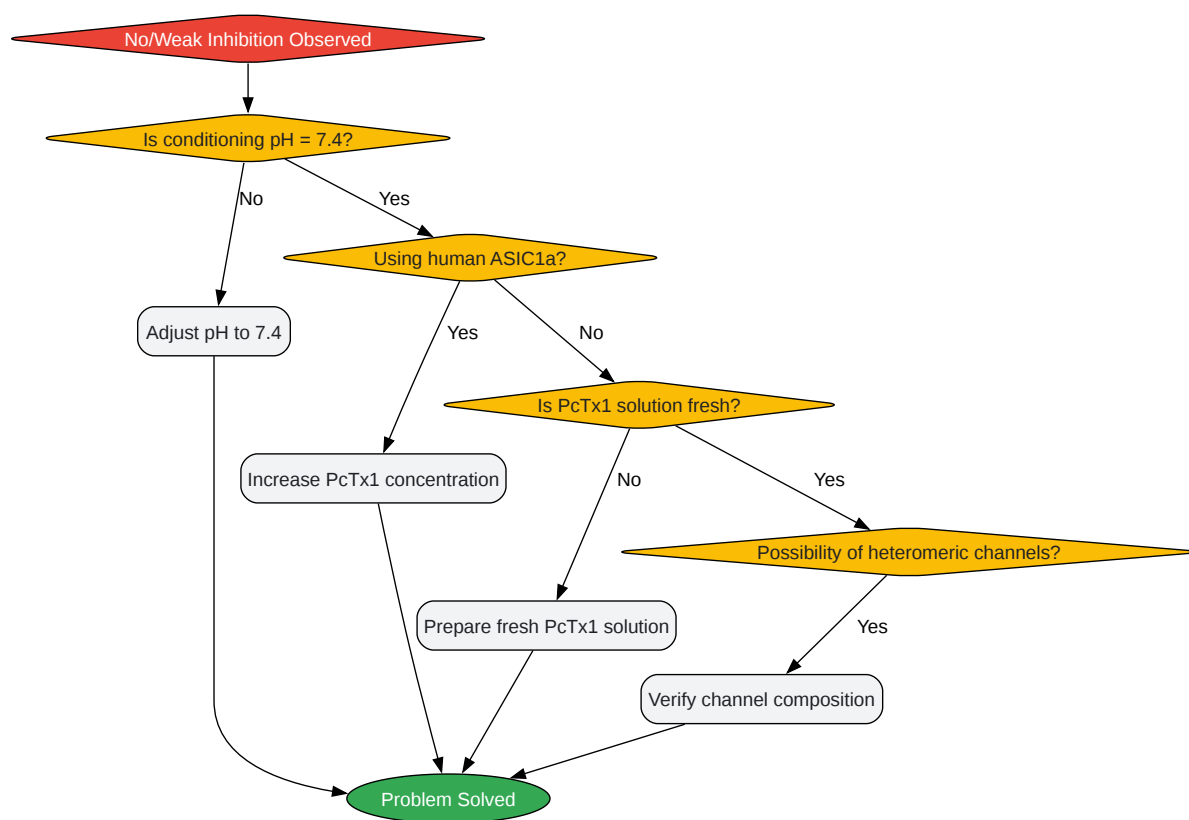 No/Weak Inhibition Observed
Is conditioning pH = 7.4?
No
Yes
Using human ASIC1a?
Adjust pH to 7.4
Yes
No
Is PcTx1 solution fresh?
Increase PcTx1 concentration
No
Yes
Possibility of heteromeric channels?
Prepare fresh PcTx1 solution
Yes
Verify channel composition
Problem Solved